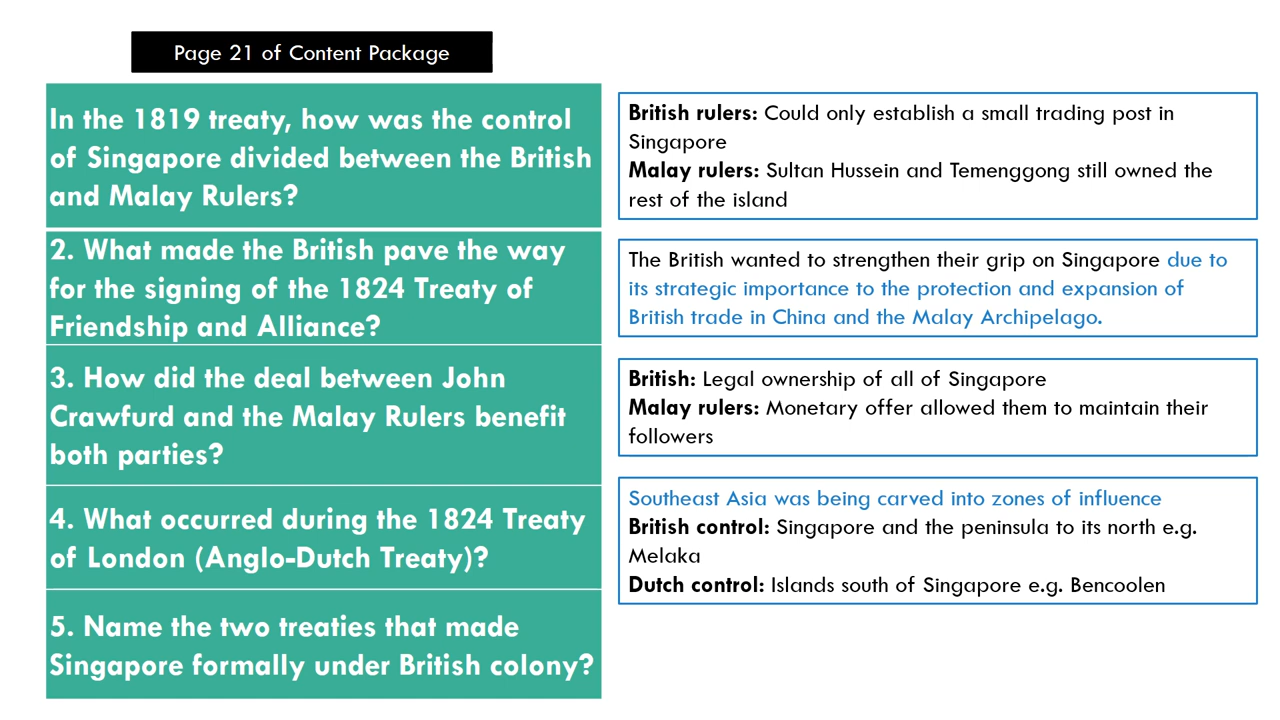 Page 21 of Content Package
In the 1819 treaty, how was the control
of Singapore divided between the British
and Malay Rulers?
British rulers: Could only establish a small trading post in
Singapore
Malay rulers: Sultan Hussein and Temenggong still owned the
rest of the island
2. What made the British pave the way
for the signing of the 1824 Treaty of
Friendship and Alliance?
The British wanted to strengthen their grip on Singapore due to
its strategic importance to the protection and expansion of
British trade in China and the Malay Archipelago.
3. How did the deal between John
Crawfurd and the Malay Rulers benefit
both parties?
British: Legal ownership of all of Singapore
Malay rulers: Monetary offer allowed them to maintain their
followers
4. What occurred during the 1824 Treaty
of London (Anglo-Dutch Treaty)?
Southeast Asia was being carved into zones of influence
British control: Singapore and the peninsula to its north e.g.
Melaka
Dutch control: Islands south of Singapore e.g. Bencoolen
5. Name the two treaties that made
Singapore formally under British colony?